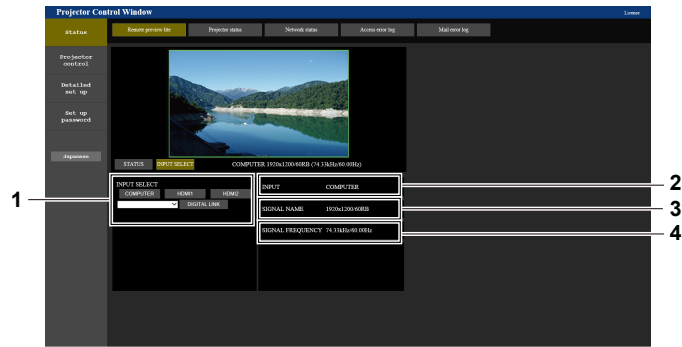 Projector Control Window
License
Status
Remote preview lite
Projector status
Network status
Access error log
Mail error log
Projector
control
Detailed
set up
Set up
password
Japanese
STATUS
INPUT SELECT
COMPUTER 1920x1200/60RB (74.33kHz/60.00Hz)
INPUT SELECT
COMPUTER
HDMI1
HDMI2
DIGITAL LINK
INPUT COMPUTER
SIGNAL NAME 1920x1200/60RB
SIGNAL FREQUENCY 74.33kHz/60.00Hz
1
2
3
4